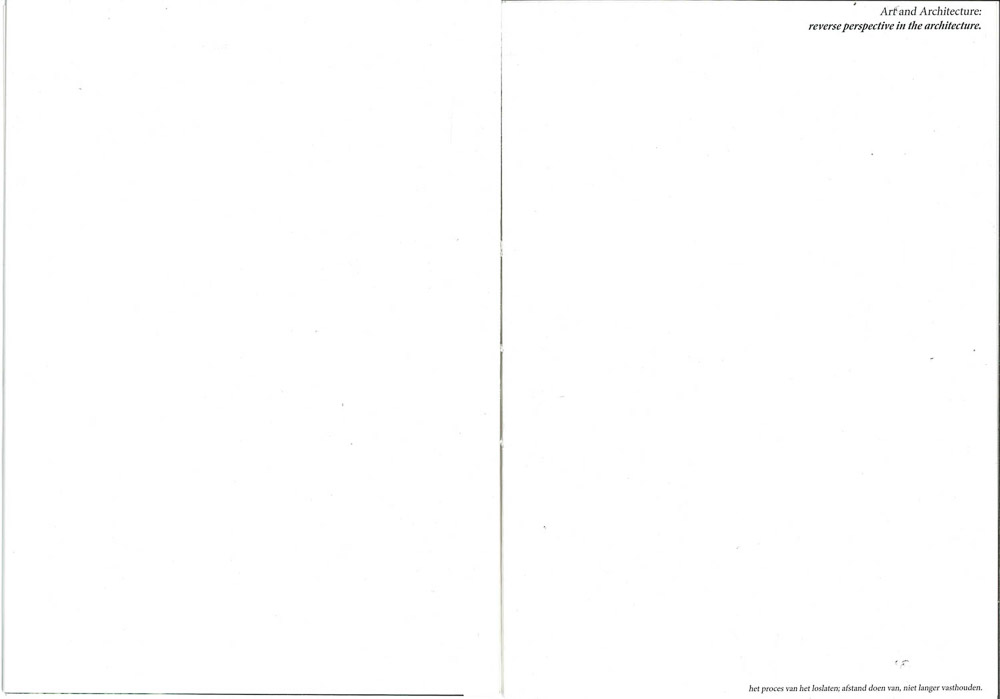 Art and Architecture:
reverse perspective in the architecture.
het proces van het loslaten; afstand doen van, niet langer vasthouden.